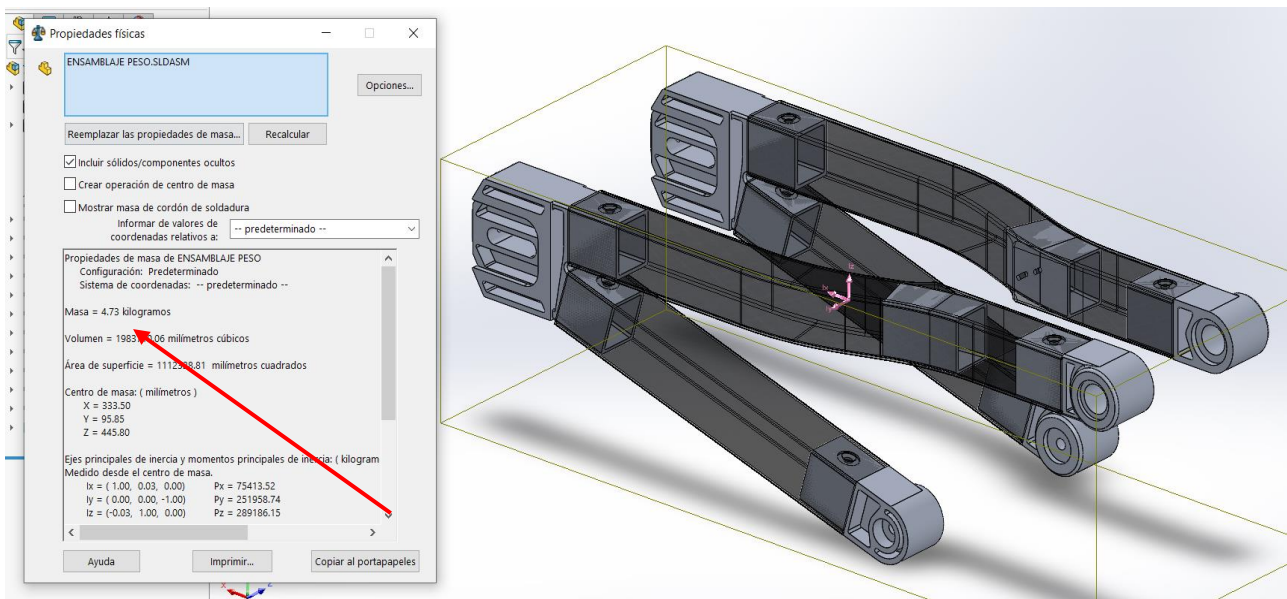 Propiedades físicas
ENSAMBLAJE PESO.SLDASM
Opciones...
Reemplazar las propiedades de masa...
Recalcular
Incluir sólidos/componentes ocultos
Crear operación de centro de masa
Mostrar masa de cordón de soldadura
Informar de valores de
coordenadas relativos a:
-- predeterminado --
Propiedades de masa de ENSAMBLAJE PESO
Configuración: Predeterminado
Sistema de coordenadas: -- predeterminado --
Masa = 4.73 kilogramos
Volumen = milímetros cúbicos
Área de superficie = milímetros cuadrados
Centro de masa: ( milímetros )
X = 333.50
Y = 95.85
Z = 445.80
Ejes principales de inercia y momentos principales de inercia: ( kilogram
Medido desde el centro de masa.
Ix = ( 1.00, 0.03, 0.00) Px = 75413.52
Iy = ( 0.00, 0.00, -1.00) Py = 251958.74
Iz = (-0.03, 1.00, 0.00) Pz = 289186.15
Ayuda
Imprimir...
Copiar al portapapeles